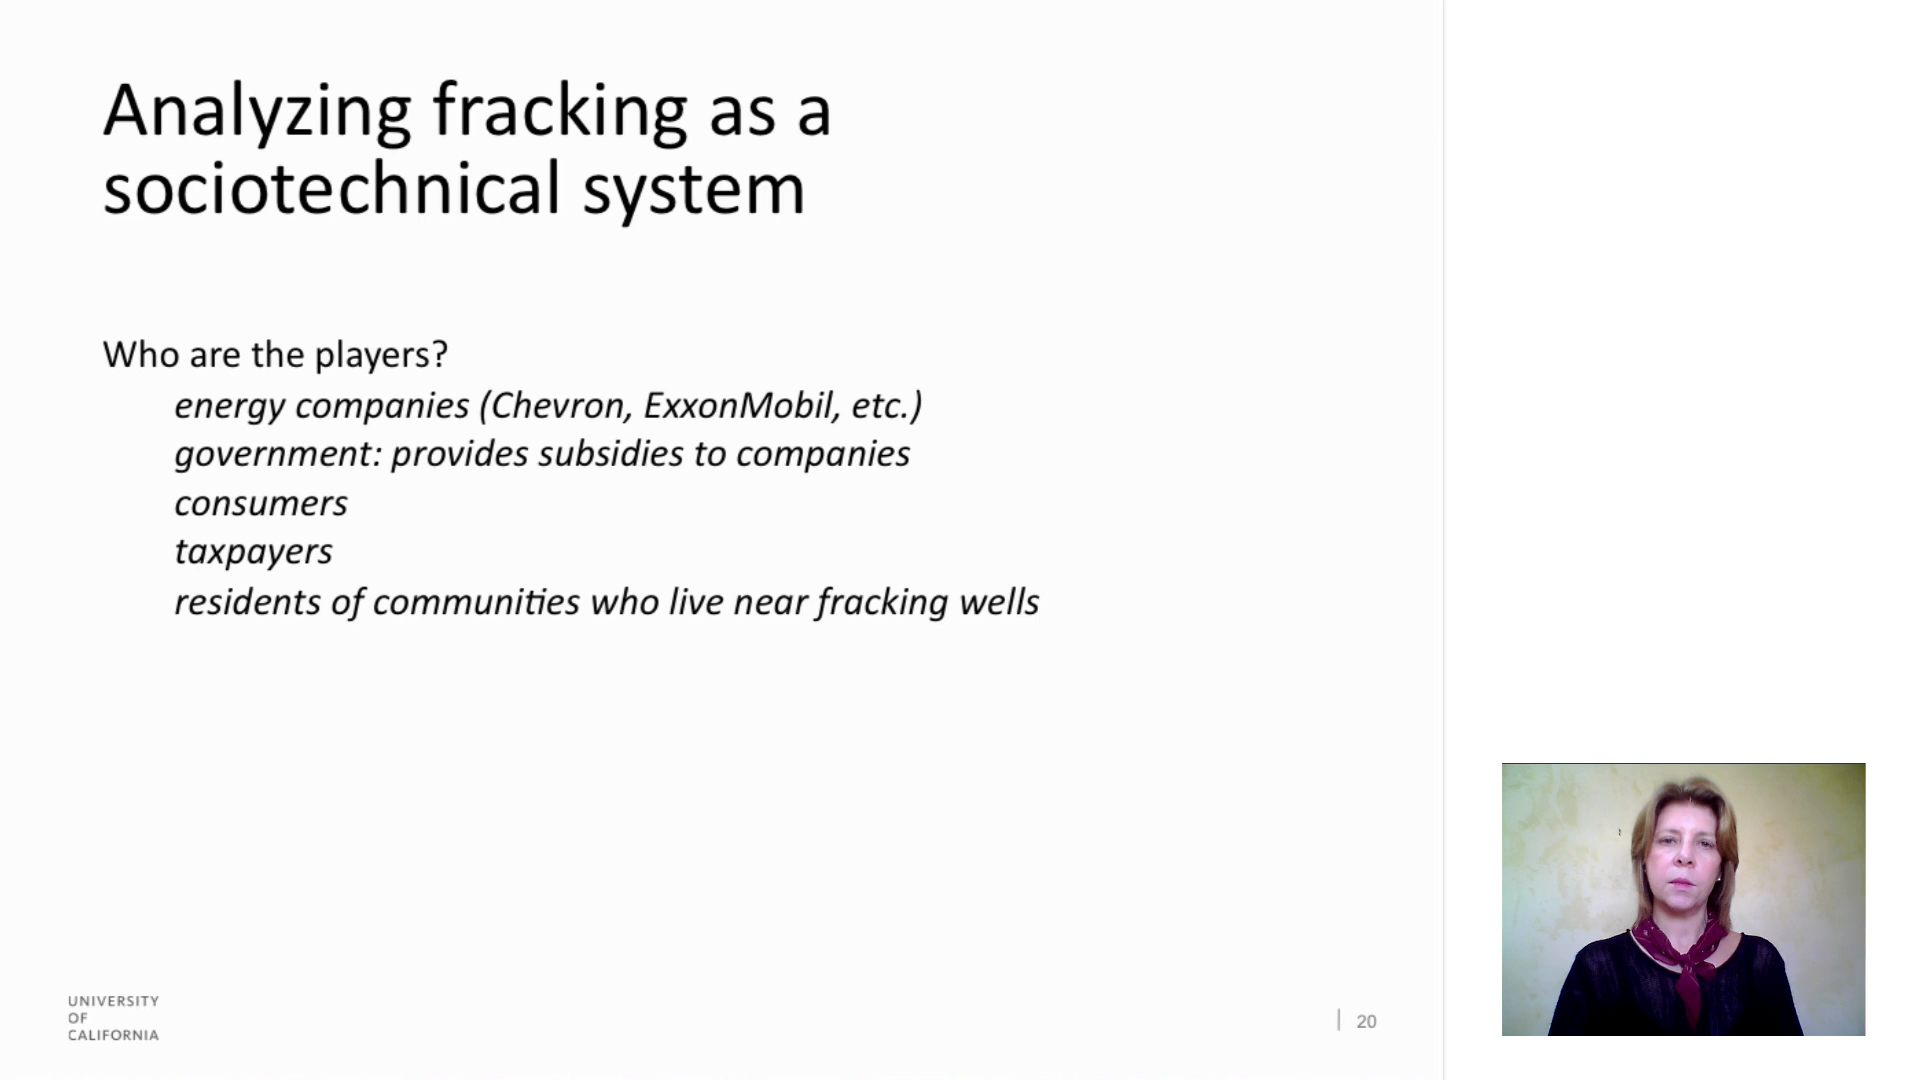 Analyzing fracking as a
sociotechnical system
Who are the players?
energy companies (Chevron, ExxonMobil, etc.)
government: provides subsidies to companies
consumers
taxpayers
residents of communities who live near fracking wells
UNIVERSITY
OF
CALIFORNIA
20